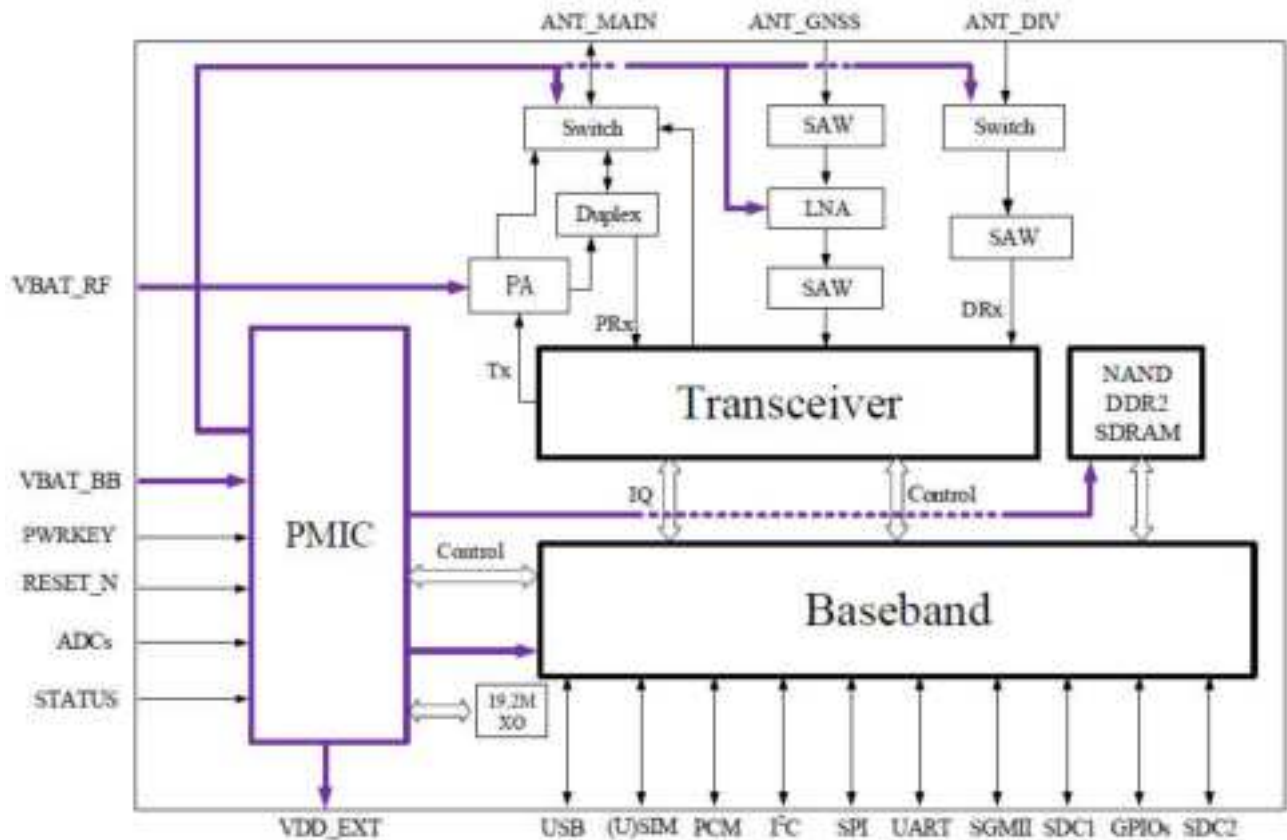 ANT_MAIN ANT_GNSS ANT_DIV
Switch SAW Switch
Duplex LNA SAW
VBAT_RF PA SAW
PRx DRx
Tx
Transceiver
NAND
DDR2
SDRAM
VBAT_BB
IQ Control
PWRKEY PMIC
Control
RESET_N
Baseband
ADCs
STATUS
19.2M
XO
VDD_EXT USB (U)SIM PCM I²C SPI UART SGMII SDC1 GPIOs SDC2